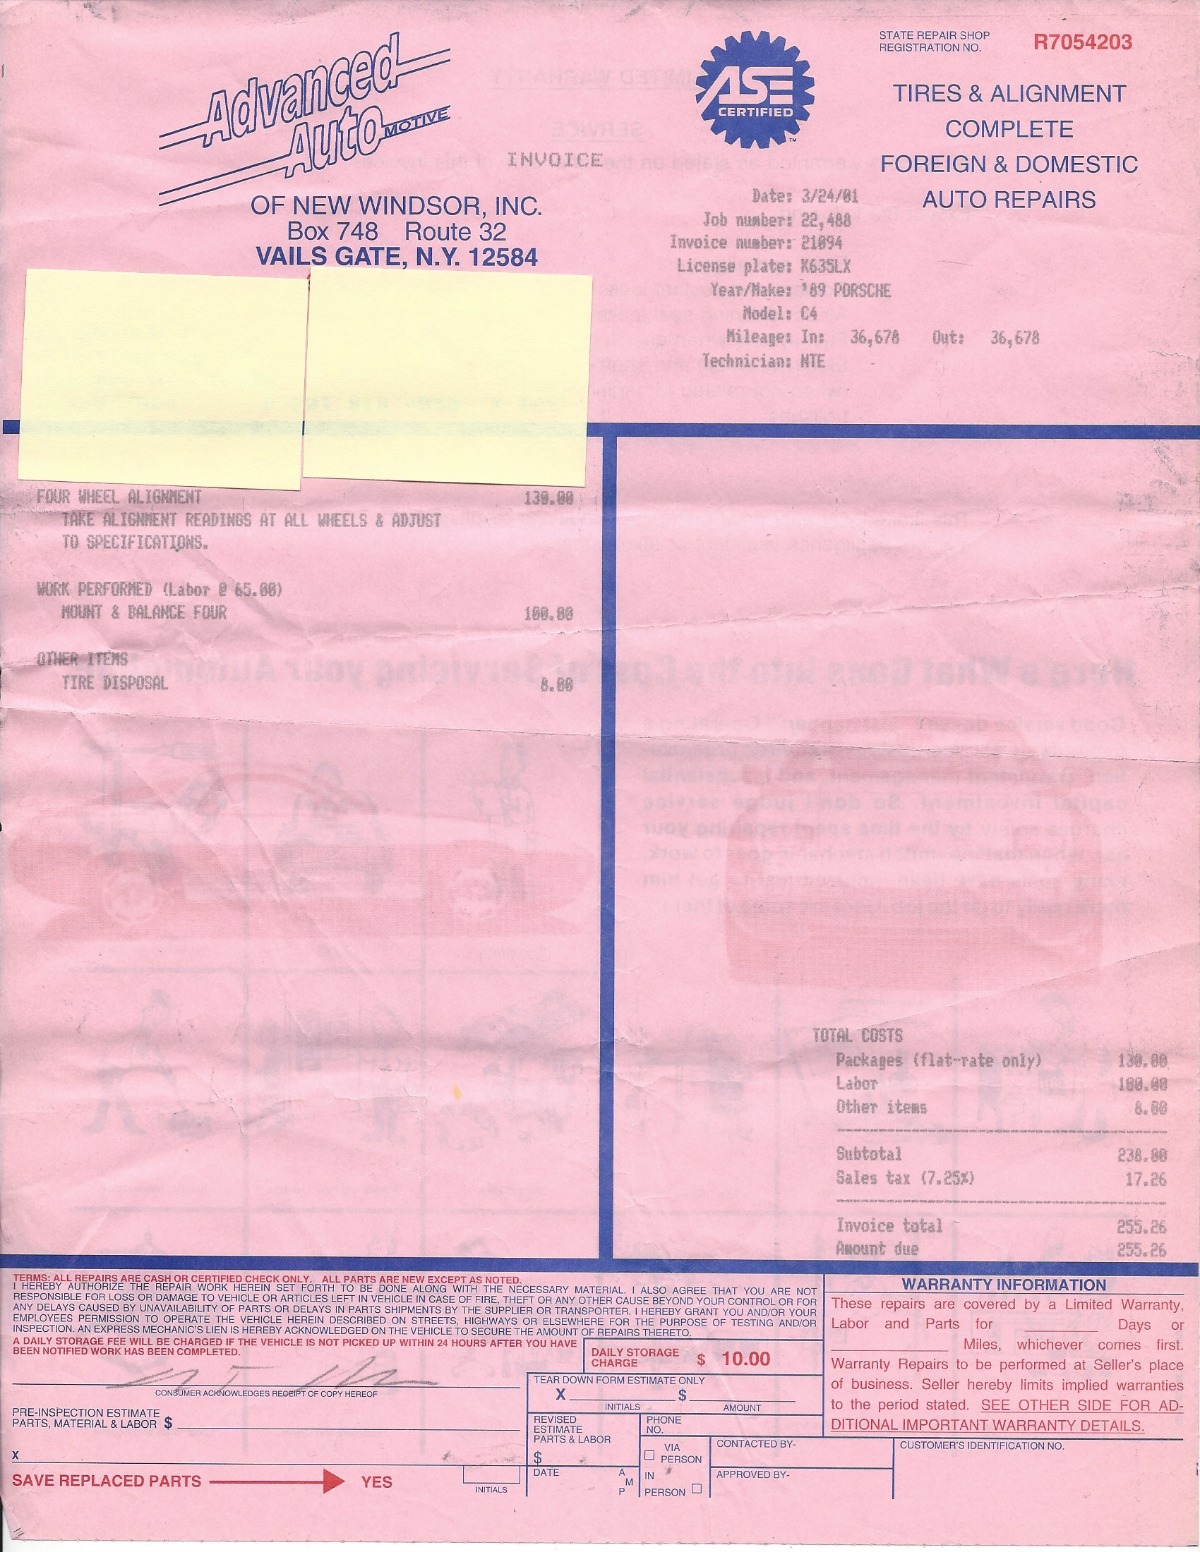 Advanced
Auto MOTIVE
OF NEW WINDSOR, INC.
Box 748 Route 32
VAILS GATE, N.Y. 12584
INVOICE
ASE
CERTIFIED
STATE REPAIR SHOP
REGISTRATION NO. R7054203
TIRES & ALIGNMENT
COMPLETE
FOREIGN & DOMESTIC
AUTO REPAIRS
Date: 3/24/01
Job number: 22,488
Invoice number: 21094
License plate: K635LX
Year/Make: '89 PORSCHE
Model: C4
Mileage: In: 36,678 Out: 36,678
Technician: NTE
FOUR WHEEL ALIGNMENT 130.00
TAKE ALIGNMENT READINGS AT ALL WHEELS & ADJUST
TO SPECIFICATIONS.
WORK PERFORMED (Labor @ 65.00)
MOUNT & BALANCE FOUR 100.00
OTHER ITEMS
TIRE DISPOSAL 8.00
TOTAL COSTS
Packages (flat-rate only) 130.00
Labor 100.00
Other items 8.00
Subtotal 238.00
Sales tax (7.25%) 17.26
Invoice total 255.26
Amount due 255.26
TERMS: ALL REPAIRS ARE CASH OR CERTIFIED CHECK ONLY. ALL PARTS ARE NEW EXCEPT AS NOTED.
I HEREBY AUTHORIZE THE REPAIR WORK HEREIN SET FORTH TO BE DONE ALONG WITH THE NECESSARY MATERIAL. I ALSO AGREE THAT YOU ARE NOT
RESPONSIBLE FOR LOSS OR DAMAGE TO VEHICLE OR ARTICLES LEFT IN VEHICLE IN CASE OF FIRE, THEFT OR ANY OTHER CAUSE BEYOND YOUR CONTROL OR FOR
ANY DELAYS CAUSED BY UNAVAILABILITY OF PARTS OR DELAYS IN PARTS SHIPMENTS BY THE SUPPLIER OR TRANSPORTER. I HEREBY GRANT YOU AND/OR YOUR
EMPLOYEES PERMISSION TO OPERATE THE VEHICLE HEREIN DESCRIBED ON STREETS, HIGHWAYS OR ELSEWHERE FOR THE PURPOSE OF TESTING AND/OR
INSPECTION. AN EXPRESS MECHANIC'S LIEN IS HEREBY ACKNOWLEDGED ON THE VEHICLE TO SECURE THE AMOUNT OF REPAIRS THERETO.
A DAILY STORAGE FEE WILL BE CHARGED IF THE VEHICLE IS NOT PICKED UP WITHIN 24 HOURS AFTER YOU HAVE
BEEN NOTIFIED WORK HAS BEEN COMPLETED.
CONSUMER ACKNOWLEDGES RECEIPT OF COPY HEREOF
PRE-INSPECTION ESTIMATE
PARTS, MATERIAL & LABOR $
X
SAVE REPLACED PARTS YES
INITIALS
DAILY STORAGE
CHARGE $ 10.00
TEAR DOWN FORM ESTIMATE ONLY
X $
INITIALS AMOUNT
REVISED
ESTIMATE
PARTS & LABOR
$
DATE
A
M
P
PHONE
NO.
VIA
PERSON
IN
PERSON
CONTACTED BY-
APPROVED BY-
WARRANTY INFORMATION
These repairs are covered by a Limited Warranty,
Labor and Parts for Days or
Miles, whichever comes first.
Warranty Repairs to be performed at Seller's place
of business. Seller hereby limits implied warranties
to the period stated. SEE OTHER SIDE FOR AD-
DITIONAL IMPORTANT WARRANTY DETAILS.
CUSTOMER'S IDENTIFICATION NO.